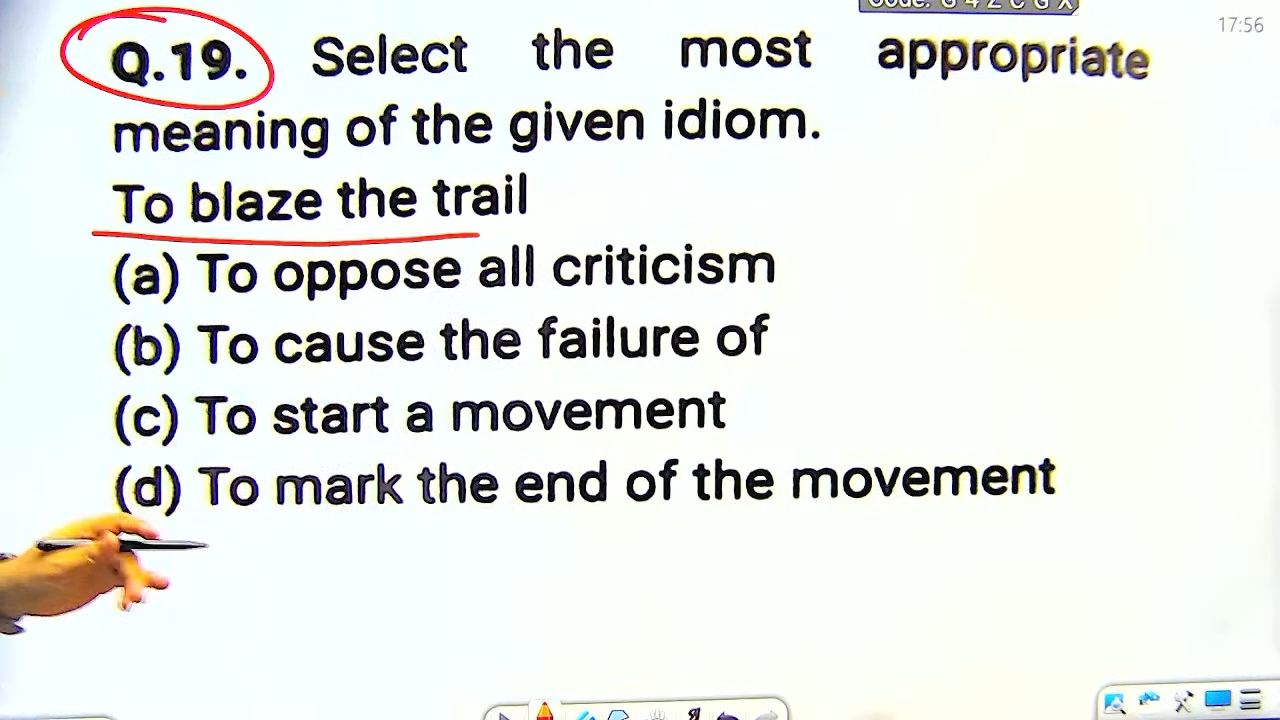 17:56
Q.19. Select the most appropriate
meaning of the given idiom.
To blaze the trail
(a) To oppose all criticism
(b) To cause the failure of
(c) To start a movement
(d) To mark the end of the movement